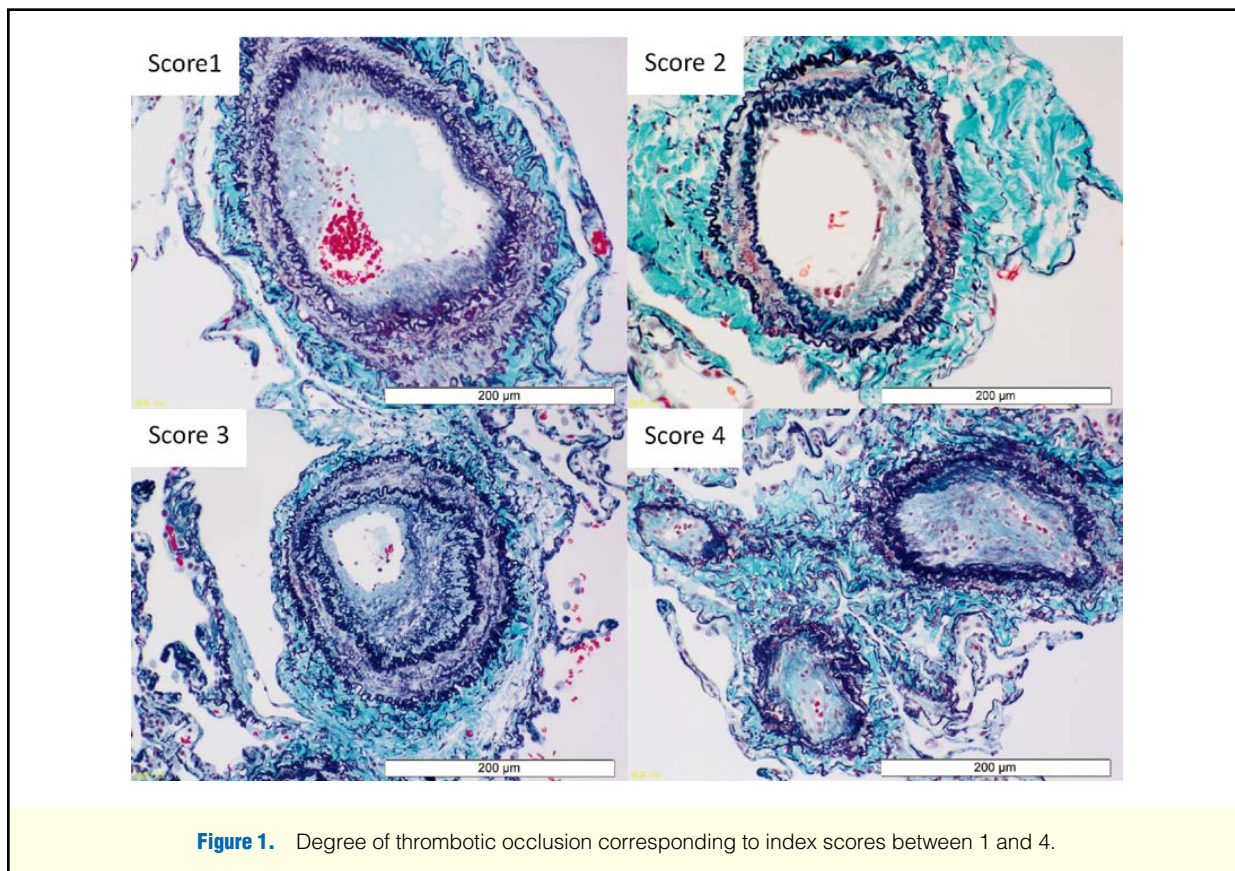 Score1
Score 2
200 µm
200 µm
Score 3
Score 4
200 µm
200 µm
Figure 1. Degree of thrombotic occlusion corresponding to index scores between 1 and 4.